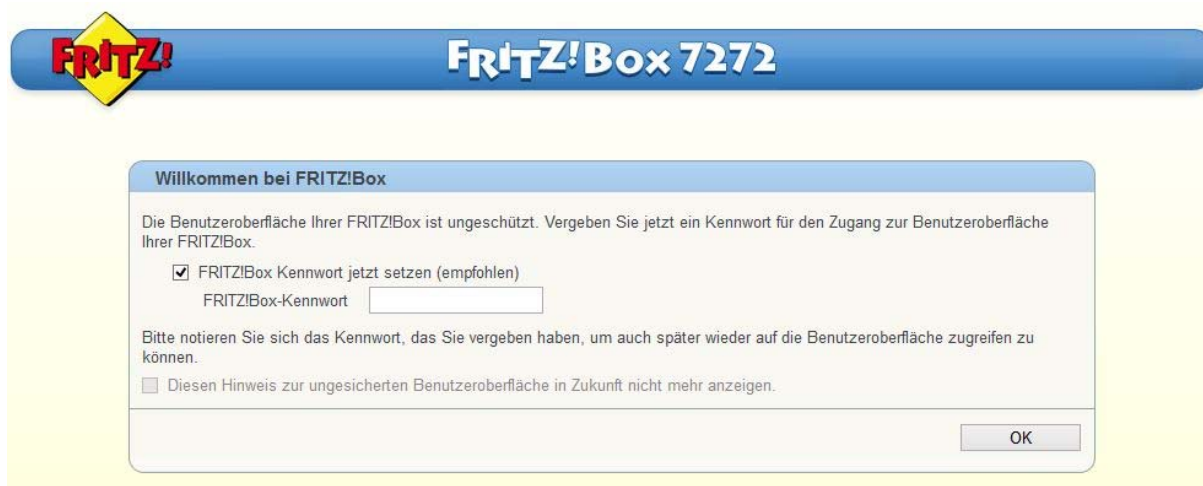 FRITZ!
FRITZ!Box 7272
Willkommen bei FRITZ!Box
Die Benutzeroberfläche Ihrer FRITZ!Box ist ungeschützt. Vergeben Sie jetzt ein Kennwort für den Zugang zur Benutzeroberfläche
Ihrer FRITZ!Box.
FRITZ!Box Kennwort jetzt setzen (empfohlen)
FRITZ!Box-Kennwort
Bitte notieren Sie sich das Kennwort, das Sie vergeben haben, um auch später wieder auf die Benutzeroberfläche zugreifen zu
können.
Diesen Hinweis zur ungesicherten Benutzeroberfläche in Zukunft nicht mehr anzeigen.
OK